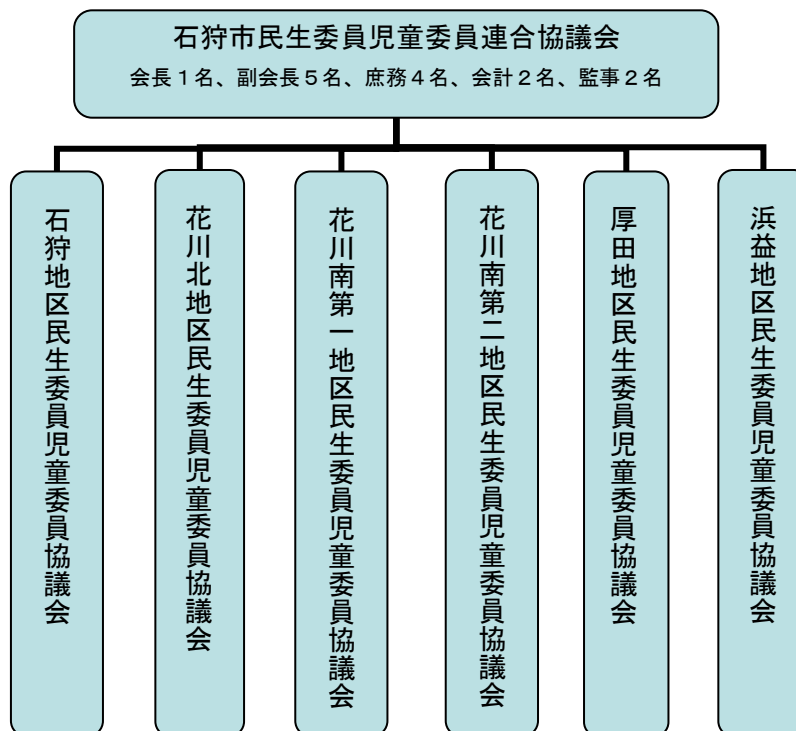 石狩市民生委員児童委員連合協議会
会長１名、副会長５名、庶務４名、会計２名、監事２名
石狩地区民生委員児童委員協議会
花川北地区民生委員児童委員協議会
花川南第一地区民生委員児童委員協議会
花川南第二地区民生委員児童委員協議会
厚田地区民生委員児童委員協議会
浜益地区民生委員児童委員協議会